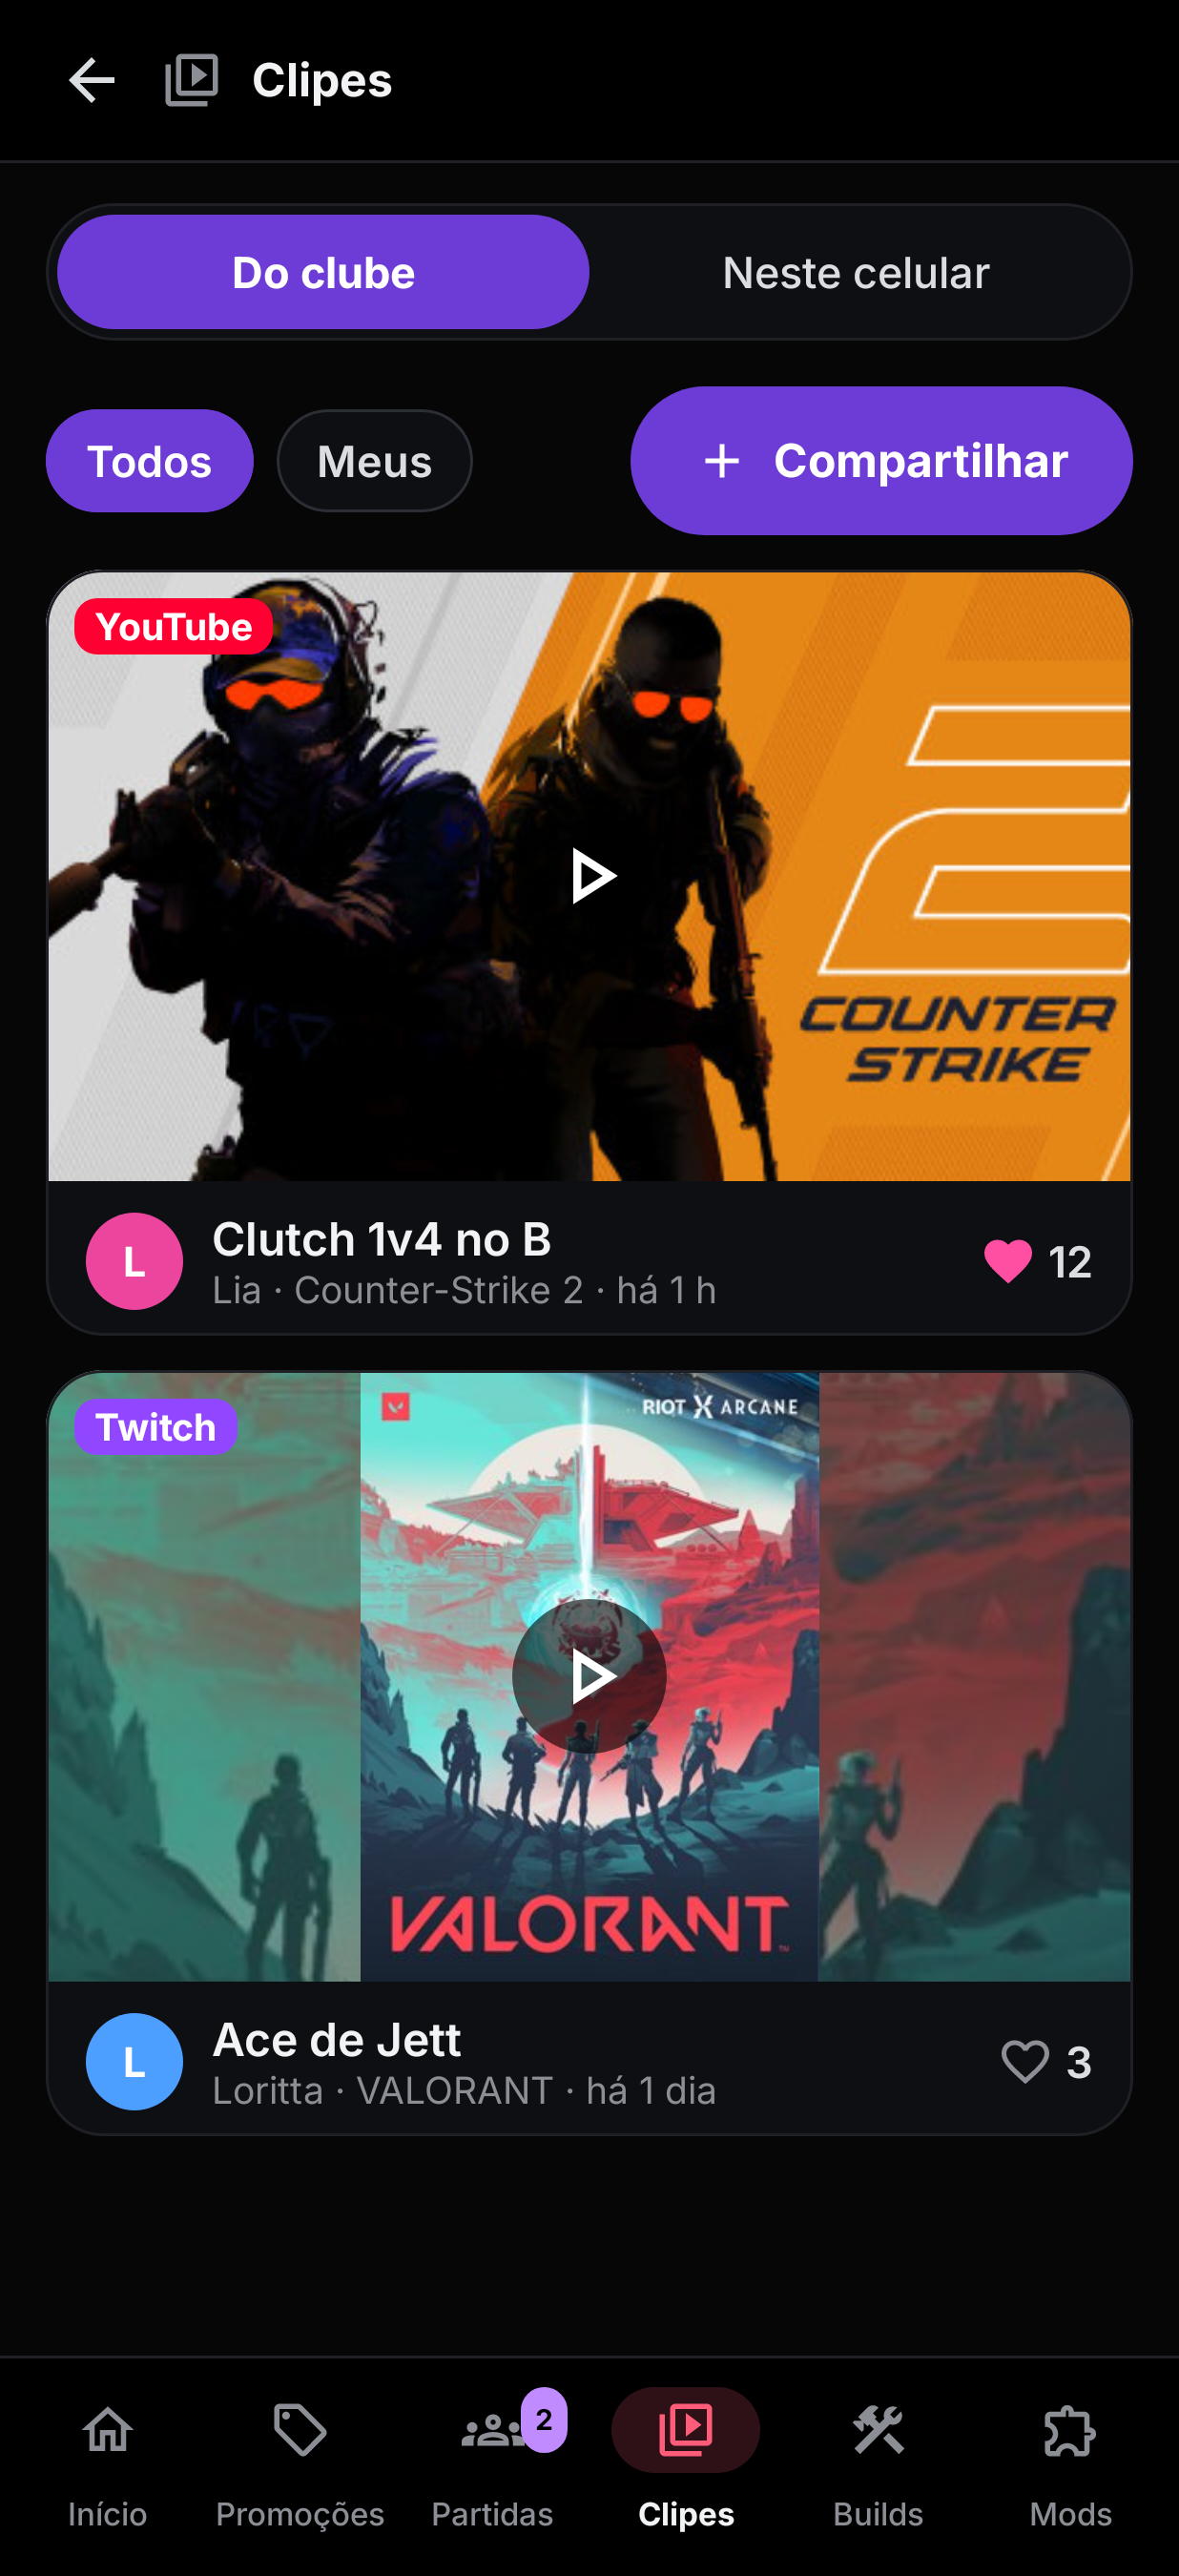 Clipes
Do clube
Neste celular
Todos
Meus
+ Compartilhar
YouTube
COUNTER
STRIKE
L
Clutch 1v4 no B
Lia · Counter-Strike 2 · há 1 h
12
Twitch
RIOT X ARCANE
VALORANT
L
Ace de Jett
Loritta · VALORANT · há 1 dia
3
2
Início
Promoções
Partidas
Clipes
Builds
Mods